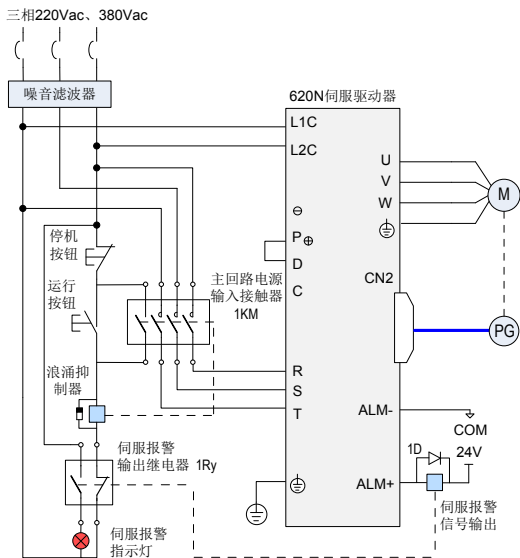 三相220Vac、380Vac
噪音滤波器
620N伺服驱动器
L1C
L2C
U
V
W
M
⊖
P⊕
D
C
CN2
PG
停机
按钮
运行
按钮
主回路电源
输入接触器
1KM
浪涌抑
制器
R
S
T
ALM-
COM
24V
1D
ALM+
伺服报警
输出继电器 1Ry
伺服报警
信号输出
伺服报警
指示灯